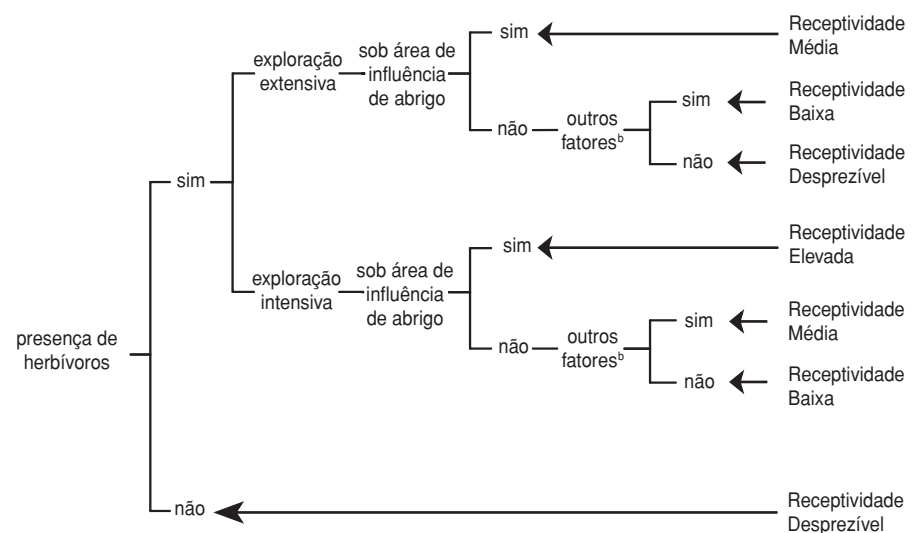 Receptividade
Média
sim
sob área de
influência
de abrigo
exploração
extensiva
Receptividade
Baixa
sim
outros
fatoresᵇ
não
não
Receptividade
Desprezível
sim
Receptividade
Elevada
sim
sob área de
influência
de abrigo
exploração
intensiva
Receptividade
Média
sim
outros
fatoresᵇ
não
não
Receptividade
Baixa
presença de
herbívoros
não
Receptividade
Desprezível